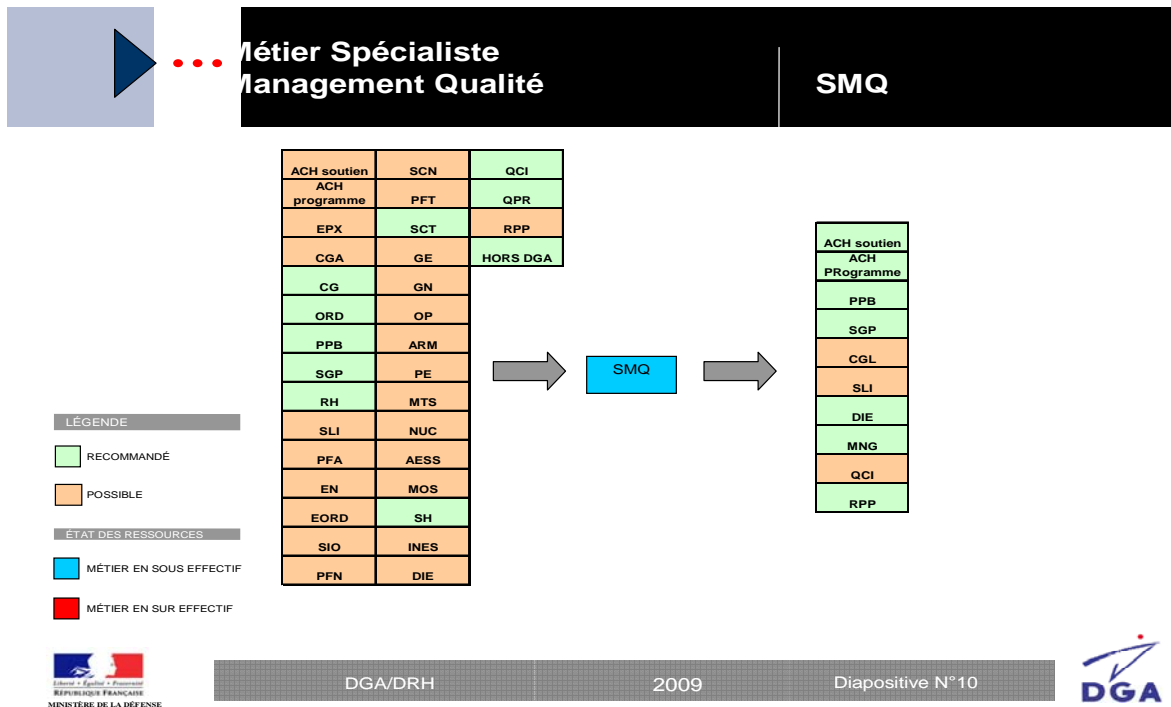 Métier Spécialiste
Management Qualité
SMQ
ACH soutien SCN QCI
ACH
programme PFT QPR
EPX SCT RPP
CGA GE HORS DGA
CG GN
ORD OP
PPB ARM
SGP PE
RH MTS
SLI NUC
PFA AESS
EN MOS
EORD SH
SIO INES
PFN DIE
SMQ
ACH soutien
ACH
PRogramme
PPB
SGP
CGL
SLI
DIE
MNG
QCI
RPP
LÉGENDE
RECOMMANDÉ
POSSIBLE
ÉTAT DES RESSOURCES
MÉTIER EN SOUS EFFECTIF
MÉTIER EN SUR EFFECTIF
Liberté • Égalité • Fraternité
RÉPUBLIQUE FRANÇAISE
MINISTÈRE DE LA DÉFENSE
DGA/DRH 2009 Diapositive N°10
DGA